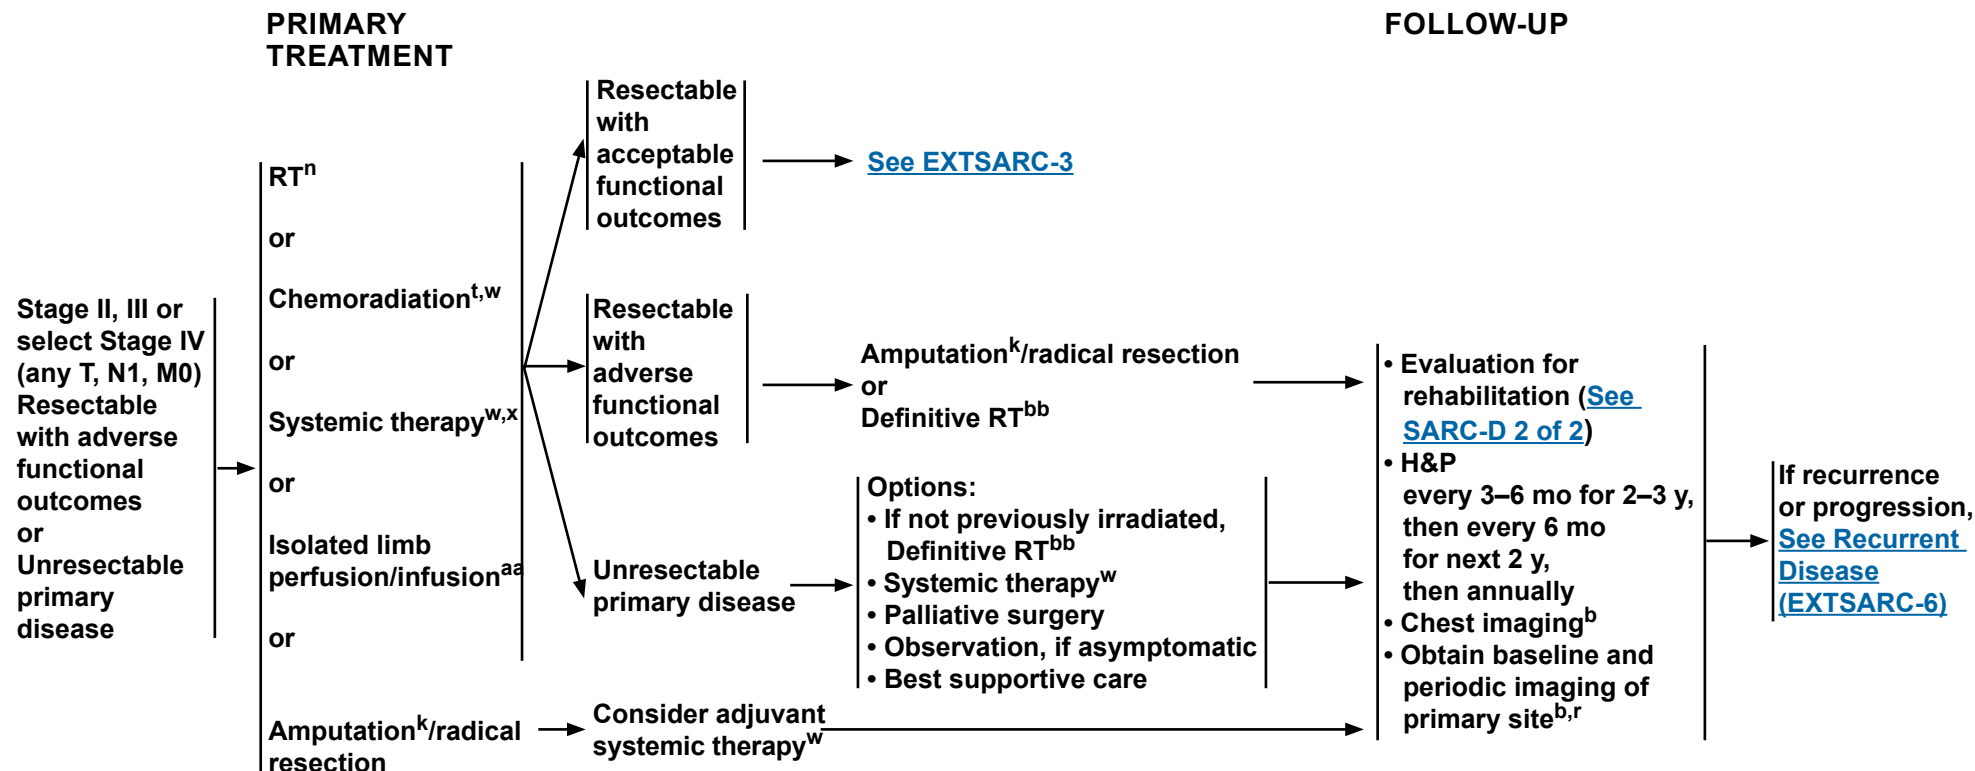 PRIMARY
TREATMENT
FOLLOW-UP
Stage II, III or
select Stage IV
(any T, N1, M0)
Resectable
with adverse
functional
outcomes
or
Unresectable
primary
disease
RTn
or
Chemoradiationt,w
or
Systemic therapyw,x
or
Isolated limb
perfusion/infusionaa
or
Amputationk/radical
resection
Resectable
with
acceptable
functional
outcomes
See EXTSARC-3
Resectable
with
adverse
functional
outcomes
Amputationk/radical resection
or
Definitive RTbb
Unresectable
primary disease
Options:
• If not previously irradiated,
Definitive RTbb
• Systemic therapyw
• Palliative surgery
• Observation, if asymptomatic
• Best supportive care
Consider adjuvant
systemic therapyw
• Evaluation for
rehabilitation (See
SARC-D 2 of 2)
• H&P
every 3–6 mo for 2–3 y,
then every 6 mo
for next 2 y,
then annually
• Chest imagingb
• Obtain baseline and
periodic imaging of
primary siteb,r
If recurrence
or progression,
See Recurrent
Disease
(EXTSARC-6)